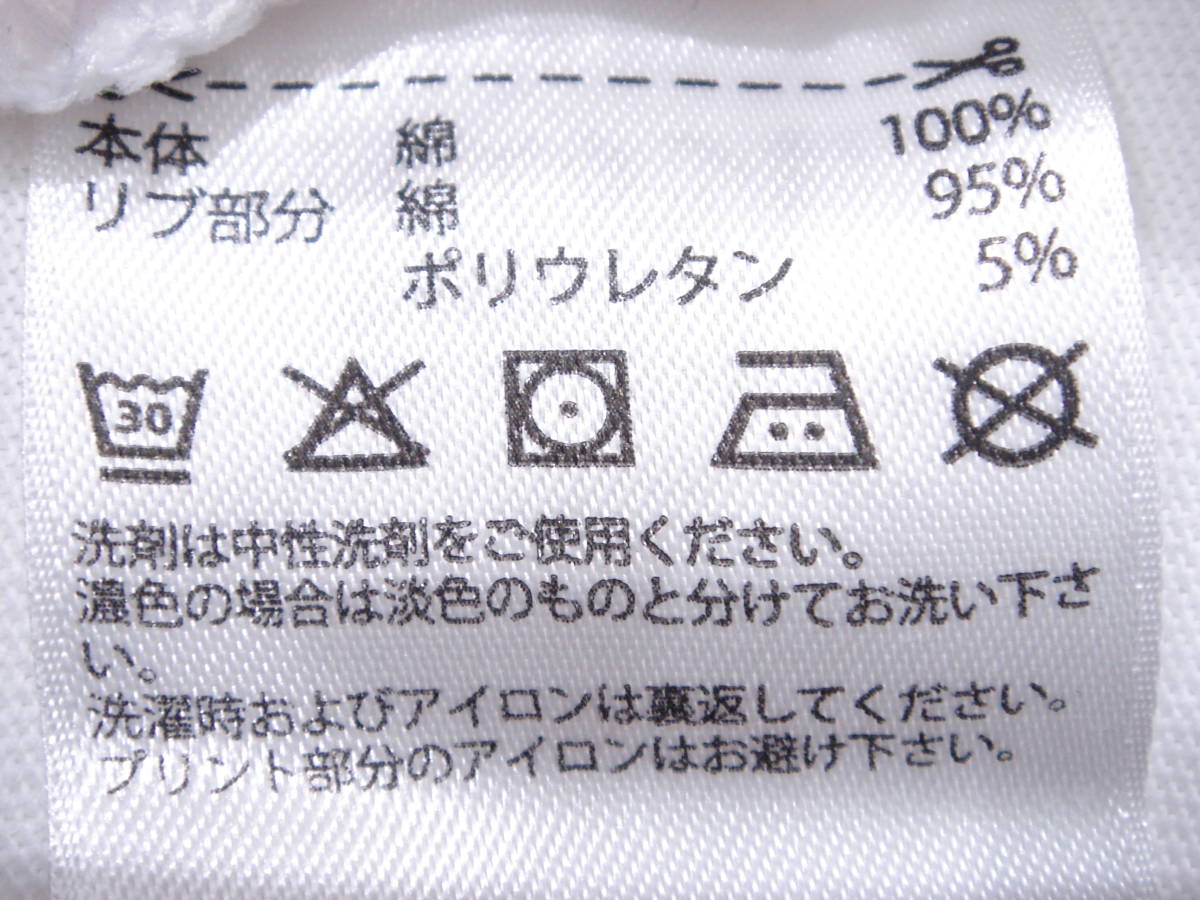 本体 綿 100%
リブ部分 綿 95%
ポリウレタン 5%
30
洗剤は中性洗剤をご使用ください。
濃色の場合は淡色のものと分けてお洗い下さ
い。
洗濯時およびアイロンは裏返してください。
プリント部分のアイロンはお避け下さい。